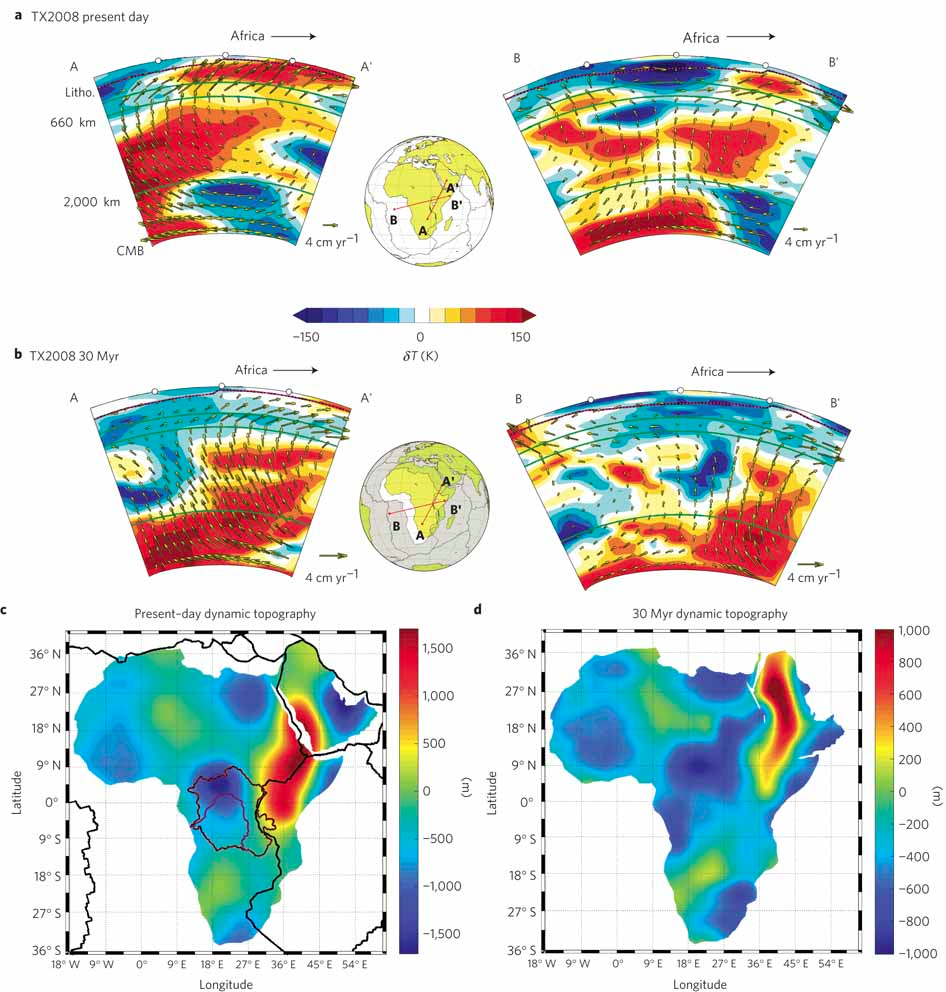 a TX2008 present day
Africa
A
A'
Litho.
660 km
2,000 km
CMB
4 cm yr−1
A'
B'
B
A
Africa
B
B'
4 cm yr−1
−150 0 150
δT (K)
b TX2008 30 Myr
Africa
A
A'
4 cm yr−1
A'
B
B'
A
Africa
B
B'
4 cm yr−1
c
Present–day dynamic topography
36° N
27° N
18° N
9° N
0°
9° S
18° S
27° S
36° S
Latitude
18° W 9° W 0° 9° E 18° E 27° E 36° E 45° E 54° E
Longitude
1,500
1,000
500
0
−500
−1,000
−1,500
(m)
d
30 Myr dynamic topography
36° N
27° N
18° N
9° N
0°
9° S
18° S
27° S
36° S
Latitude
18° W 9° W 0° 9° E 18° E 27° E 36° E 45° E 54° E
Longitude
1,000
800
600
400
200
0
−200
−400
−600
−800
−1,000
(m)